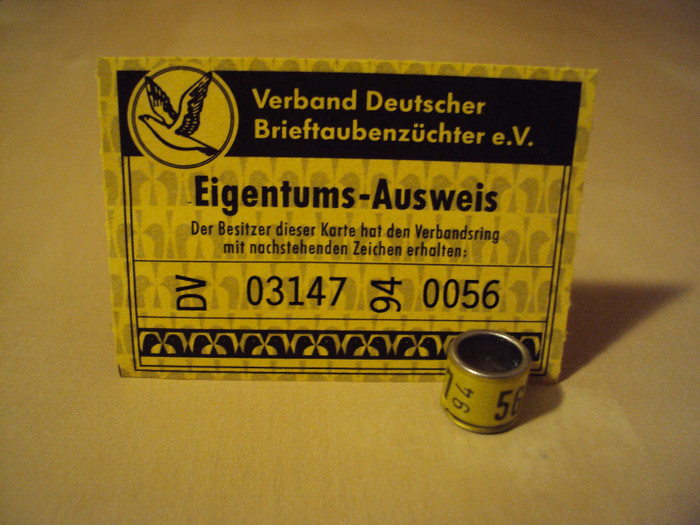 Verband Deutscher
Brieftaubenzüchter e.V.
Eigentums-Ausweis
Der Besitzer dieser Karte hat den Verbandsring
mit nachstehenden Zeichen erhalten:
DV 03147 94 0056
94 56